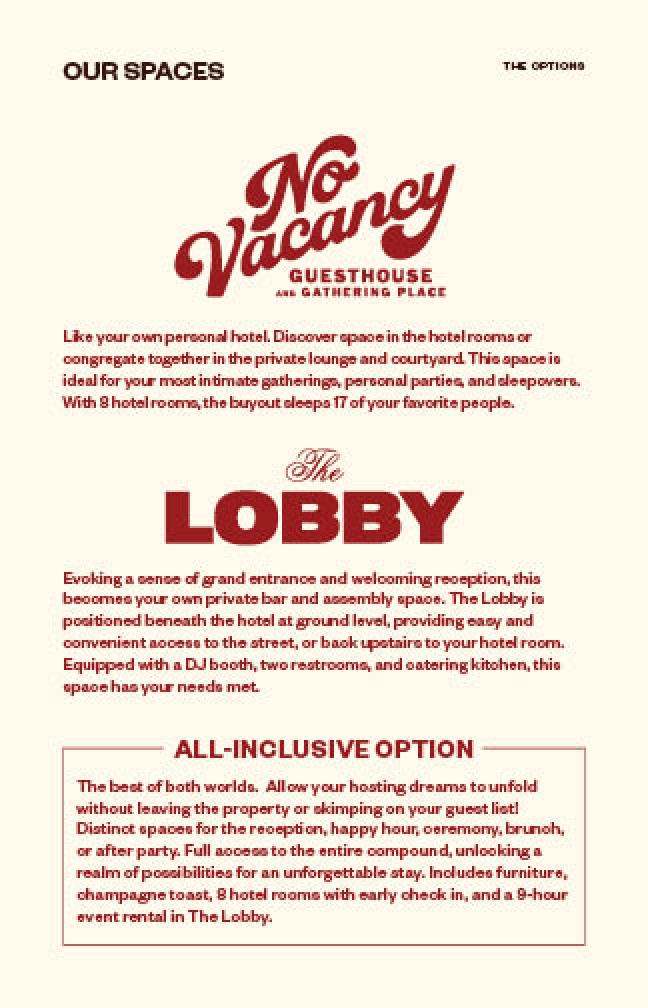 OUR SPACES
THE OPTIONS
No
Vacancy
GUESTHOUSE
AND GATHERING PLACE
Like your own personal hotel. Discover space in the hotel rooms or
congregate together in the private lounge and courtyard. This space is
ideal for your most intimate gatherings, personal parties, and sleepovers.
With 8 hotel rooms, the buyout sleeps 17 of your favorite people.
The
LOBBY
Evoking a sense of grand entrance and welcoming reception, this
becomes your own private bar and assembly space. The Lobby is
positioned beneath the hotel at ground level, providing easy and
convenient access to the street, or back upstairs to your hotel room.
Equipped with a DJ booth, two restrooms, and catering kitchen, this
space has your needs met.
ALL-INCLUSIVE OPTION
The best of both worlds.  Allow your hosting dreams to unfold
without leaving the property or skimping on your guest list!
Distinct spaces for the reception, happy hour, ceremony, brunch,
or after party. Full access to the entire compound, unlocking a
realm of possibilities for an unforgettable stay. Includes furniture,
champagne toast, 8 hotel rooms with early check in, and a 9-hour
event rental in The Lobby.